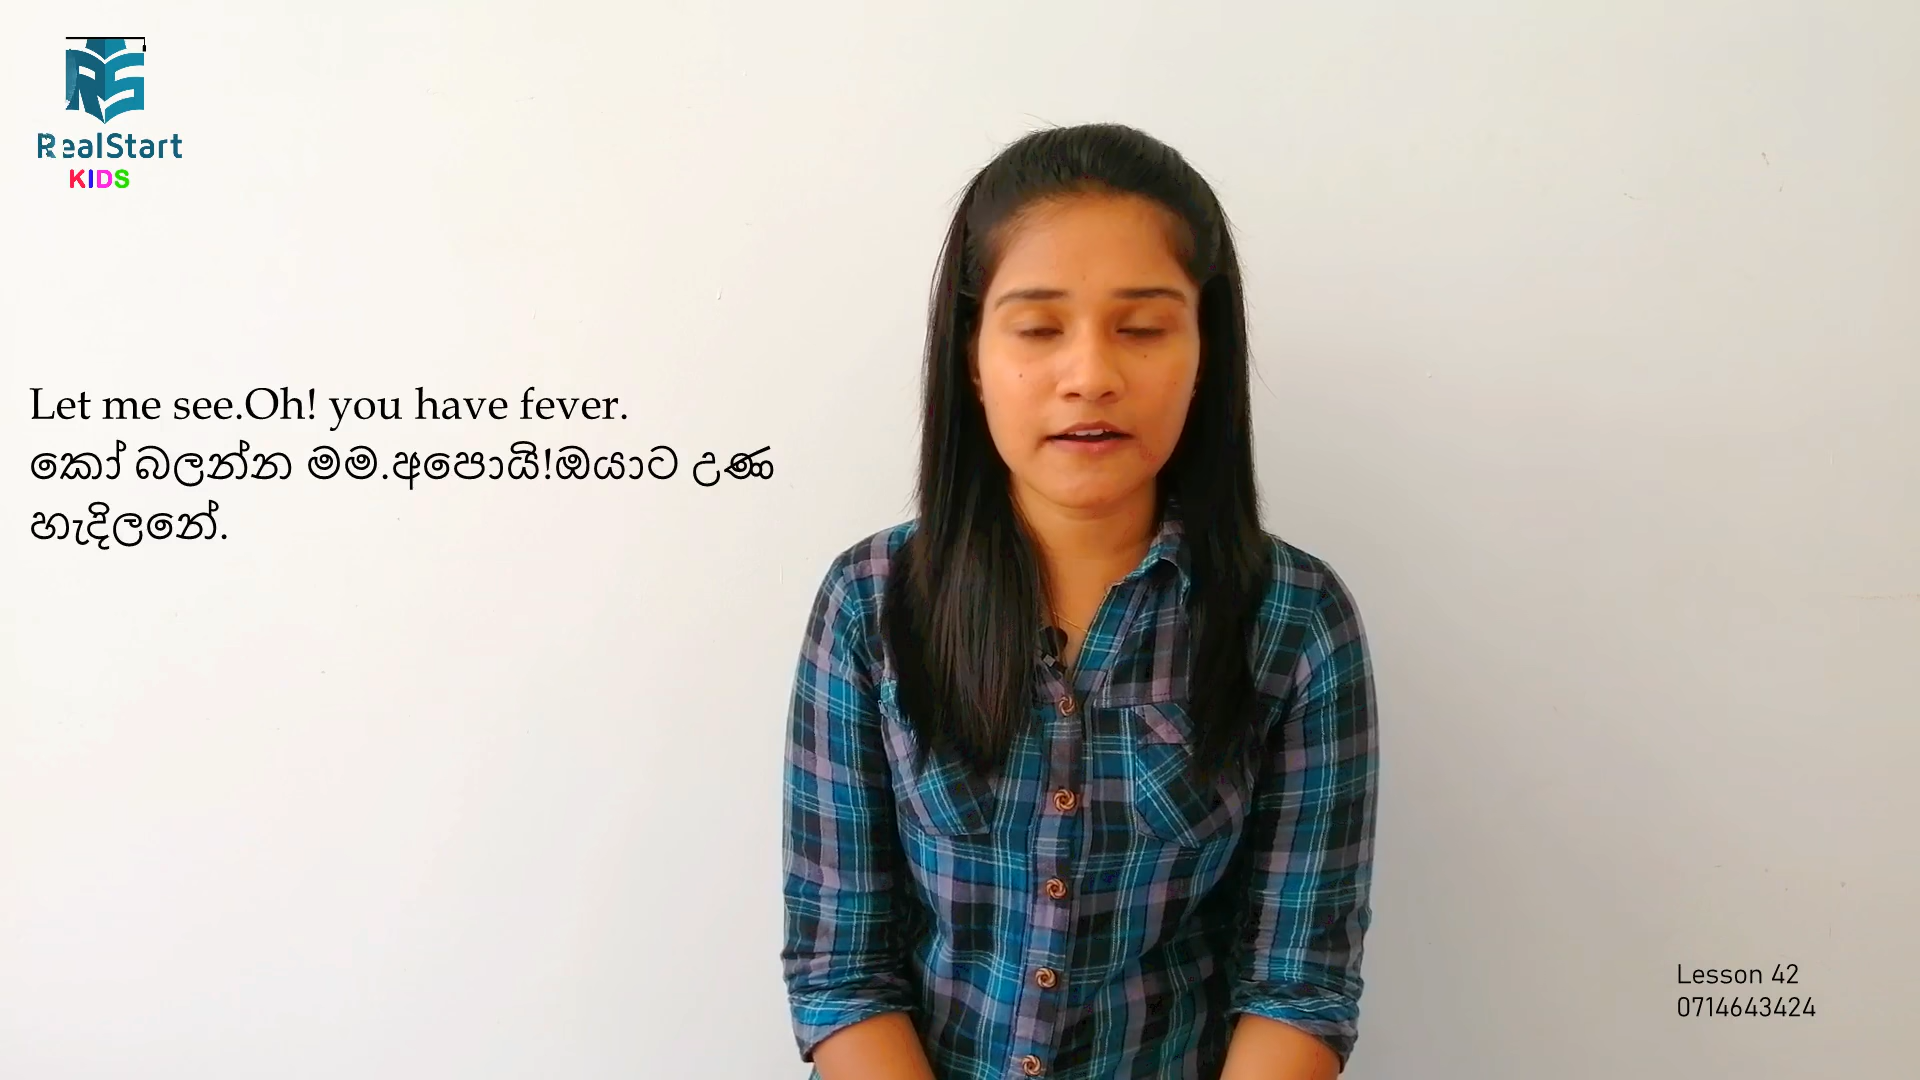 RealStart
KIDS
Let me see.Oh! you have fever.
කෝ බලන්න මම.අපොයි!ඔයාට උණ
හැදිලනේ.
Lesson 42
0714643424